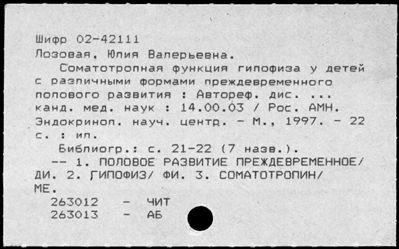 Шифр 02-42111
Лозовая, Юлия Валерьевна.
Соматотропная функция гипофиза у детей
с различными формами преждевременного
полового развития : Автореф. дис. ...
канд. мед. наук : 14.00.03 / Рос. АМН.
Эндокринол. науч. центр. - М., 1997. - 22
с. : ил.
Библиогр.: с. 21-22 (7 назв.).
-- 1. ПОЛОВОЕ РАЗВИТИЕ ПРЕЖДЕВРЕМЕННОЕ/
ДИ. 2. ГИПОФИЗ/ ФИ. 3. СОМАТОТРОПИН/
МЕ.
263012 - ЧИТ
263013 - АБ